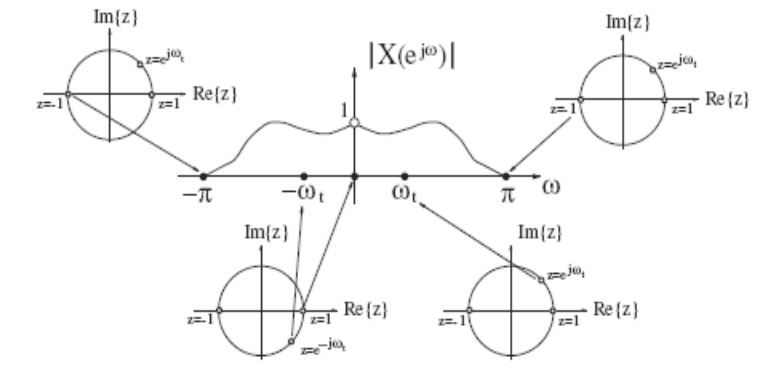 Im{z}
z=e^jω_t
z=-1
z=1
Re{z}
|X(e^jω)|
1
Im{z}
z=e^jω_t
z=-1
z=1
Re{z}
−π
−ω_t
ω_t
π
ω
Im{z}
z=-1
z=1
Re{z}
z=e^−jω_t
Im{z}
z=e^jω_t
z=-1
z=1
Re{z}